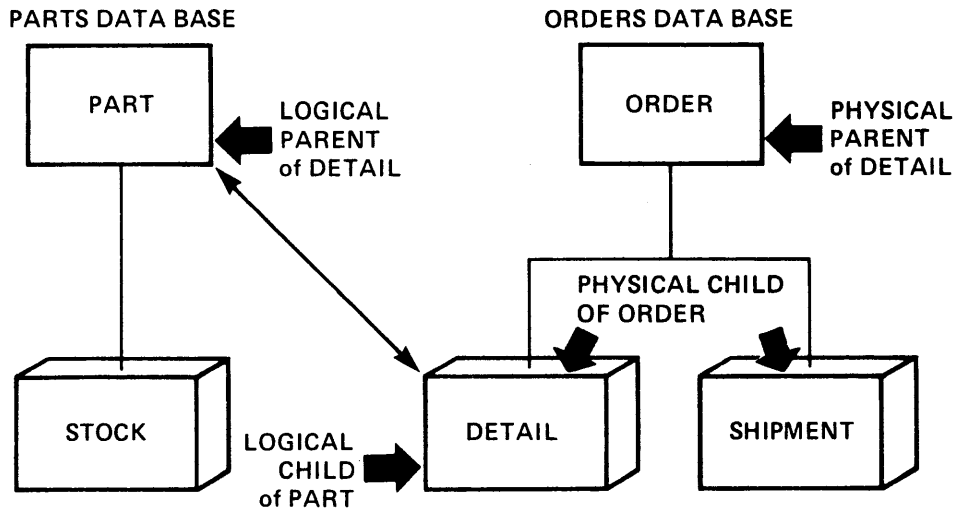 PARTS DATA BASE
ORDERS DATA BASE
PART
LOGICAL
PARENT
of DETAIL
ORDER
PHYSICAL
PARENT
of DETAIL
PHYSICAL CHILD
OF ORDER
STOCK
LOGICAL
CHILD
of PART
DETAIL
SHIPMENT